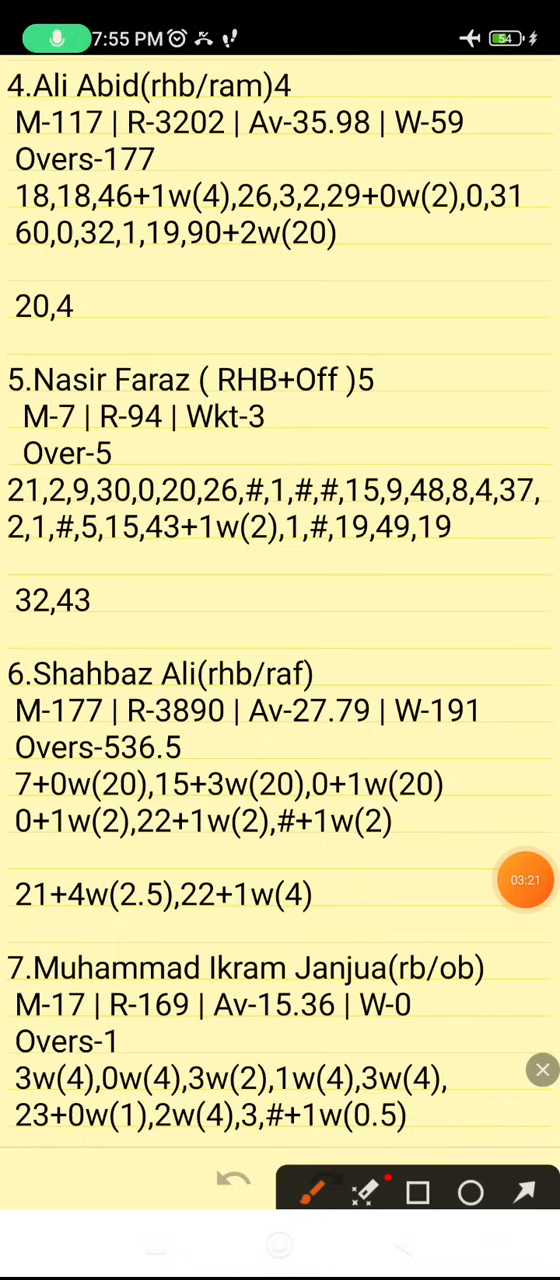 7:55 PM
54
4.Ali Abid(rhb/ram)4
M-117 | R-3202 | Av-35.98 | W-59
Overs-177
18,18,46+1w(4),26,3,2,29+0w(2),0,31
60,0,32,1,19,90+2w(20)
20,4
5.Nasir Faraz ( RHB+Off )5
M-7 | R-94 | Wkt-3
Over-5
21,2,9,30,0,20,26,#,1,#,#,15,9,48,8,4,37,
2,1,#,5,15,43+1w(2),1,#,19,49,19
32,43
6.Shahbaz Ali(rhb/raf)
M-177 | R-3890 | Av-27.79 | W-191
Overs-536.5
7+0w(20),15+3w(20),0+1w(20)
0+1w(2),22+1w(2),#+1w(2)
21+4w(2.5),22+1w(4)
03:21
7.Muhammad Ikram Janjua(rb/ob)
M-17 | R-169 | Av-15.36 | W-0
Overs-1
3w(4),0w(4),3w(2),1w(4),3w(4),
23+0w(1),2w(4),3,#+1w(0.5)